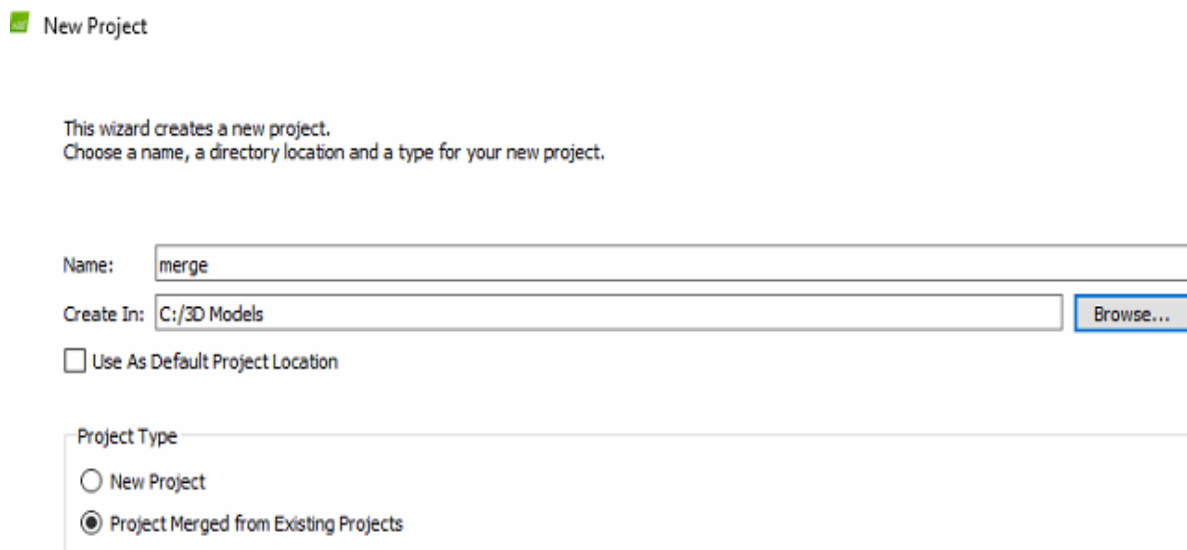 New Project
This wizard creates a new project.
Choose a name, a directory location and a type for your new project.
Name: merge
Create In: C:/3D Models Browse...
Use As Default Project Location
Project Type
New Project
Project Merged from Existing Projects